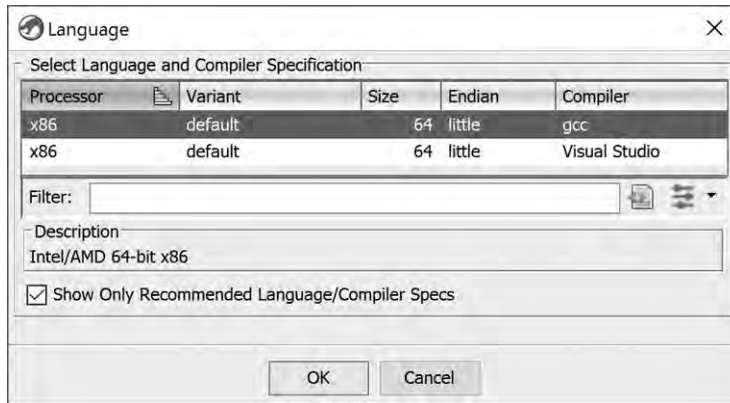 Language
Select Language and Compiler Specification
Processor Variant Size Endian Compiler
x86 default 64 little gcc
x86 default 64 little Visual Studio
Filter:
Description
Intel/AMD 64-bit x86
Show Only Recommended Language/Compiler Specs
OK Cancel